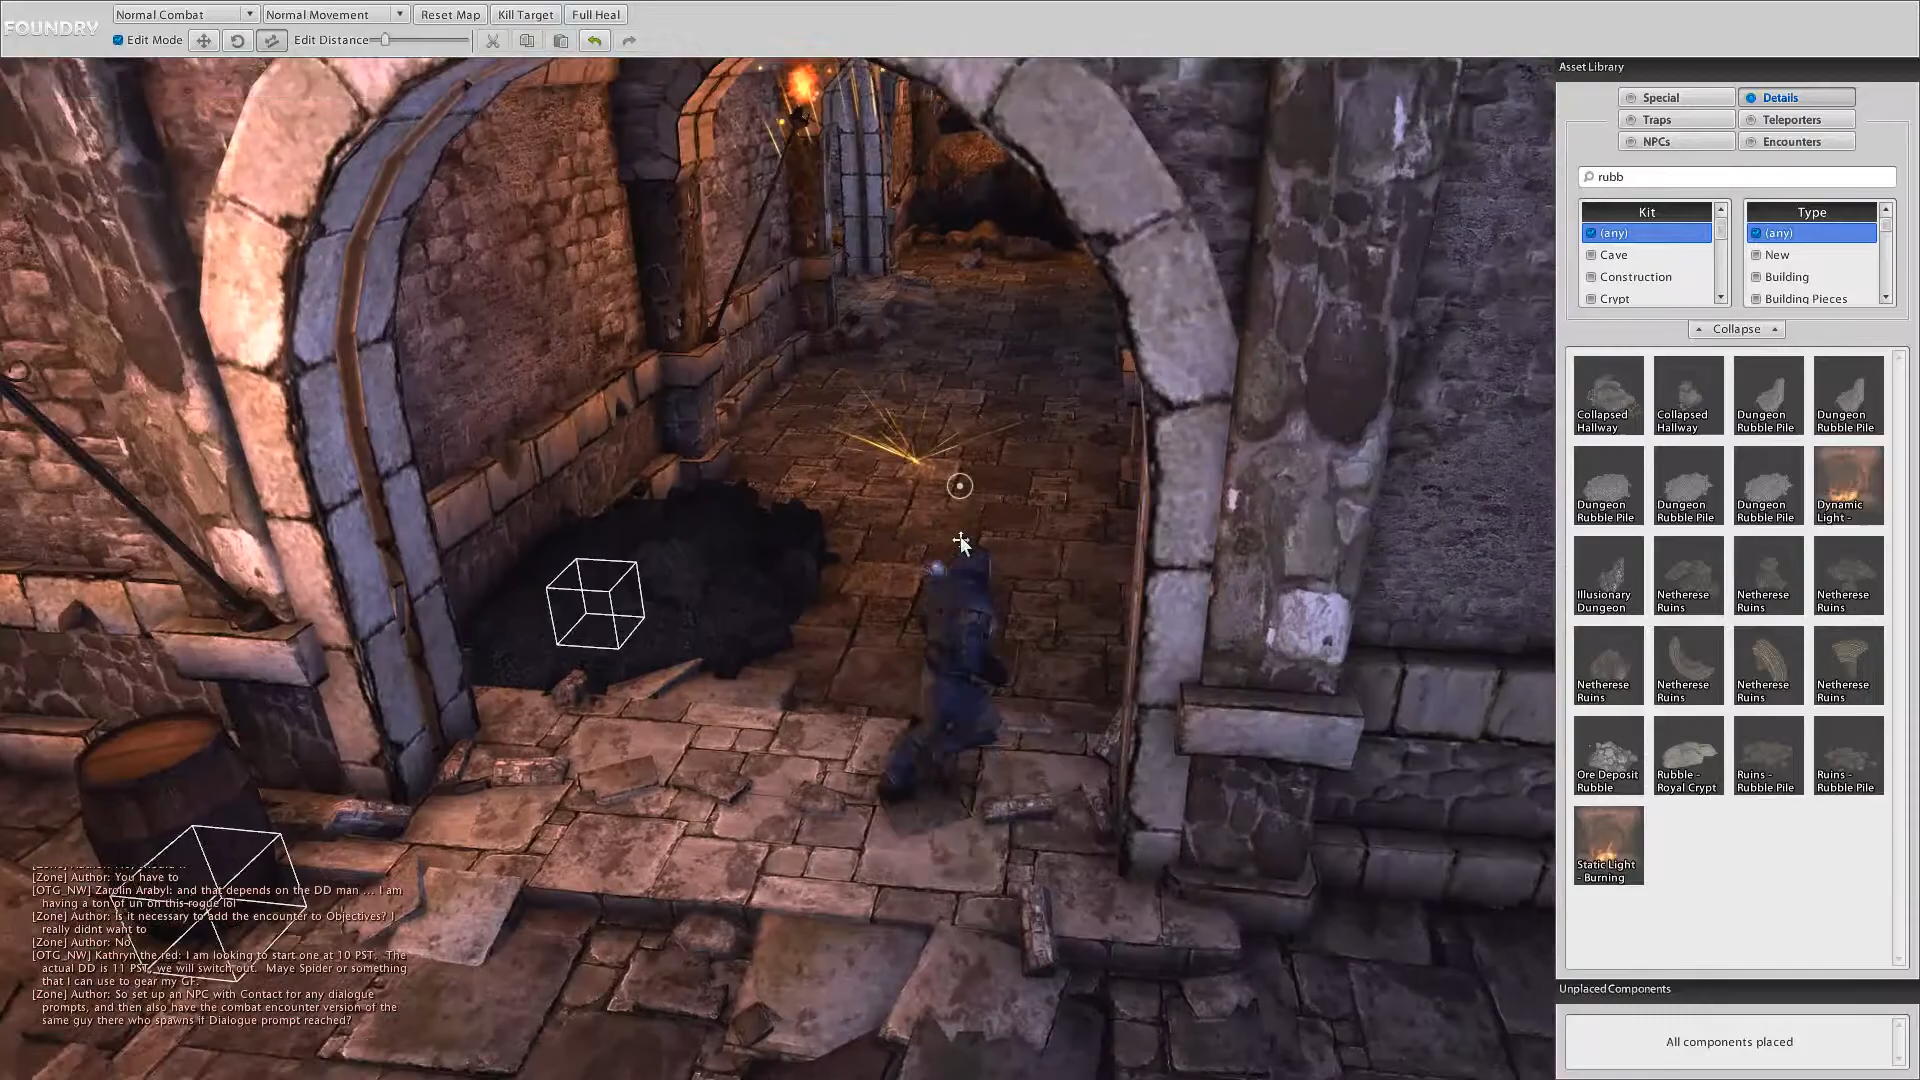 FOUNDRY
Normal Combat
Normal Movement
Reset Map
Kill Target
Full Heal
Edit Mode
Edit Distance
Asset Library
Special
Details
Traps
Teleporters
NPCs
Encounters
rubb
Kit
(any)
Cave
Construction
Crypt
Type
(any)
New
Building
Building Pieces
Collapse
Collapsed
Hallway
Collapsed
Hallway
Dungeon
Rubble Pile
Dungeon
Rubble Pile
Dungeon
Rubble Pile
Dungeon
Rubble Pile
Dungeon
Rubble Pile
Dynamic
Light -
Illusionary
Dungeon
Netherese
Ruins
Netherese
Ruins
Netherese
Ruins
Netherese
Ruins
Netherese
Ruins
Netherese
Ruins
Netherese
Ruins
Ore Deposit
Rubble
Rubble -
Royal Crypt
Ruins -
Rubble Pile
Ruins -
Rubble Pile
Static Light
- Burning
Unplaced Components
All components placed
[Zone] Author: You have to
[OTG_NW] Zarolin Arabyl: and that depends on the DD man ... I am
having a ton of un on this rogue lol
[Zone] Author: Is it necessary to add the encounter to Objectives? I
really didnt want to
[Zone] Author: No
[OTG_NW] Kathryn the red: I am looking to start one at 10 PST. The
actual DD is 11 PST, we will switch out. Maye Spider or something
that I can use to gear my GF.
[Zone] Author: So set up an NPC with Contact for any dialogue
prompts, and then also have the combat encounter version of the
same guy there who spawns if Dialogue prompt reached?